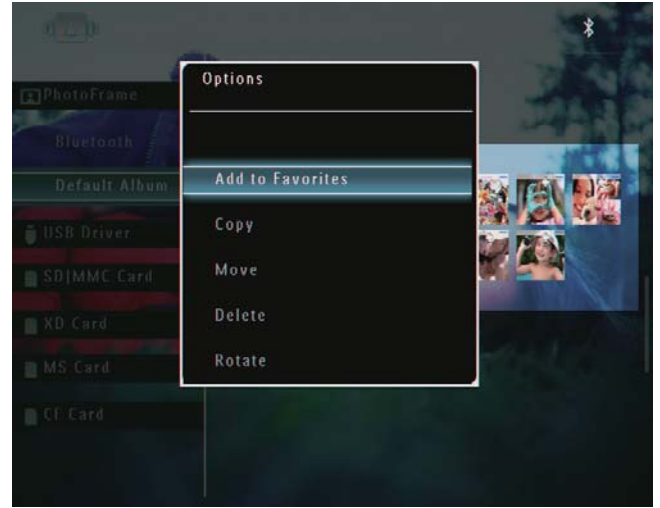 Options
PhotoFrame
Bluetooth
Default Album
USB Driver
SD|MMC Card
XD Card
MS Card
CF Card
Add to Favorites
Copy
Move
Delete
Rotate